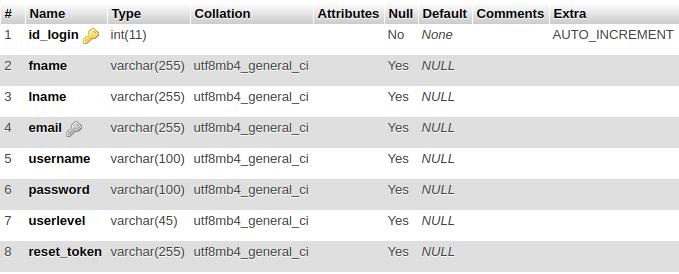 # Name Type Collation Attributes Null Default Comments Extra
1 id_login int(11) No None AUTO_INCREMENT
2 fname varchar(255) utf8mb4_general_ci Yes NULL
3 lname varchar(255) utf8mb4_general_ci Yes NULL
4 email varchar(255) utf8mb4_general_ci Yes NULL
5 username varchar(100) utf8mb4_general_ci Yes NULL
6 password varchar(100) utf8mb4_general_ci Yes NULL
7 userlevel varchar(45) utf8mb4_general_ci Yes NULL
8 reset_token varchar(255) utf8mb4_general_ci Yes NULL